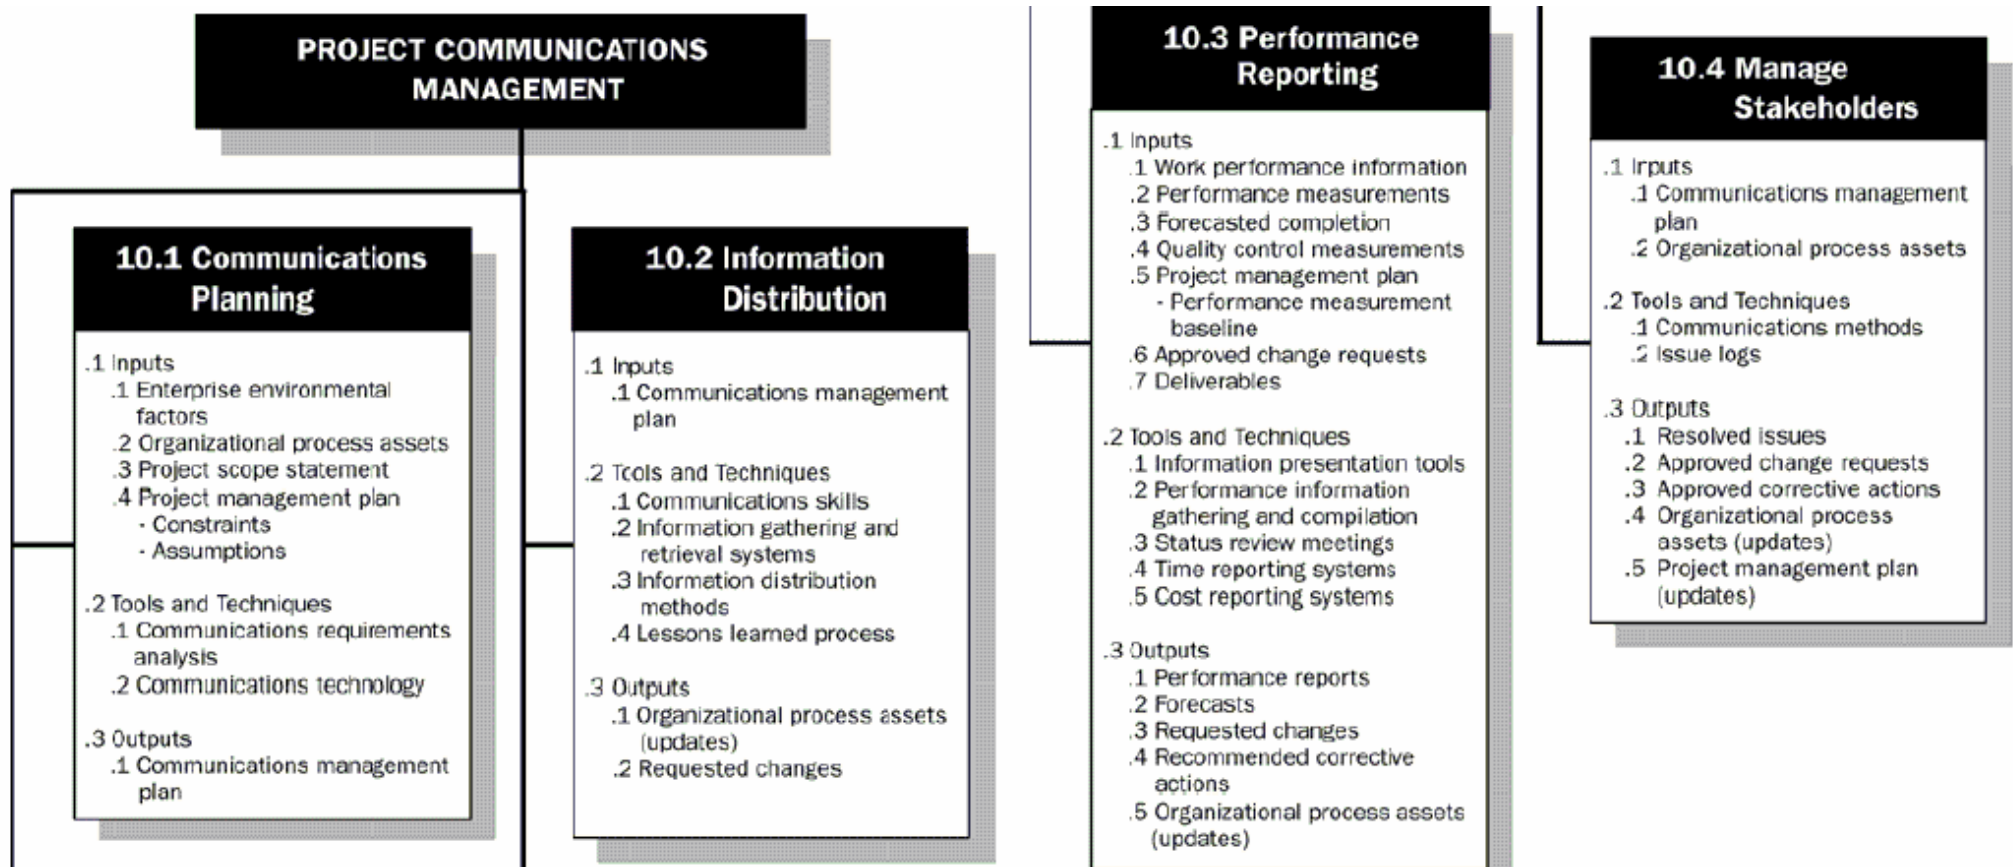 PROJECT COMMUNICATIONS
MANAGEMENT
10.1 Communications
Planning
.1 Inputs
.1 Enterprise environmental
factors
.2 Organizational process assets
.3 Project scope statement
.4 Project management plan
- Constraints
- Assumptions
.2 Tools and Techniques
.1 Communications requirements
analysis
.2 Communications technology
.3 Outputs
.1 Communications management
plan
10.2 Information
Distribution
.1 Inputs
.1 Communications management
plan
.2 Tools and Techniques
.1 Communications skills
.2 Information gathering and
retrieval systems
.3 Information distribution
methods
.4 Lessons learned process
.3 Outputs
.1 Organizational process assets
(updates)
.2 Requested changes
10.3 Performance
Reporting
.1 Inputs
.1 Work performance information
.2 Performance measurements
.3 Forecasted completion
.4 Quality control measurements
.5 Project management plan
- Performance measurement
baseline
.6 Approved change requests
.7 Deliverables
.2 Tools and Techniques
.1 Information presentation tools
.2 Performance information
gathering and compilation
.3 Status review meetings
.4 Time reporting systems
.5 Cost reporting systems
.3 Outputs
.1 Performance reports
.2 Forecasts
.3 Requested changes
.4 Recommended corrective
actions
.5 Organizational process assets
(updates)
10.4 Manage
Stakeholders
.1 Inputs
.1 Communications management
plan
.2 Organizational process assets
.2 Tools and Techniques
.1 Communications methods
.2 Issue logs
.3 Outputs
.1 Resolved issues
.2 Approved change requests
.3 Approved corrective actions
.4 Organizational process
assets (updates)
.5 Project management plan
(updates)